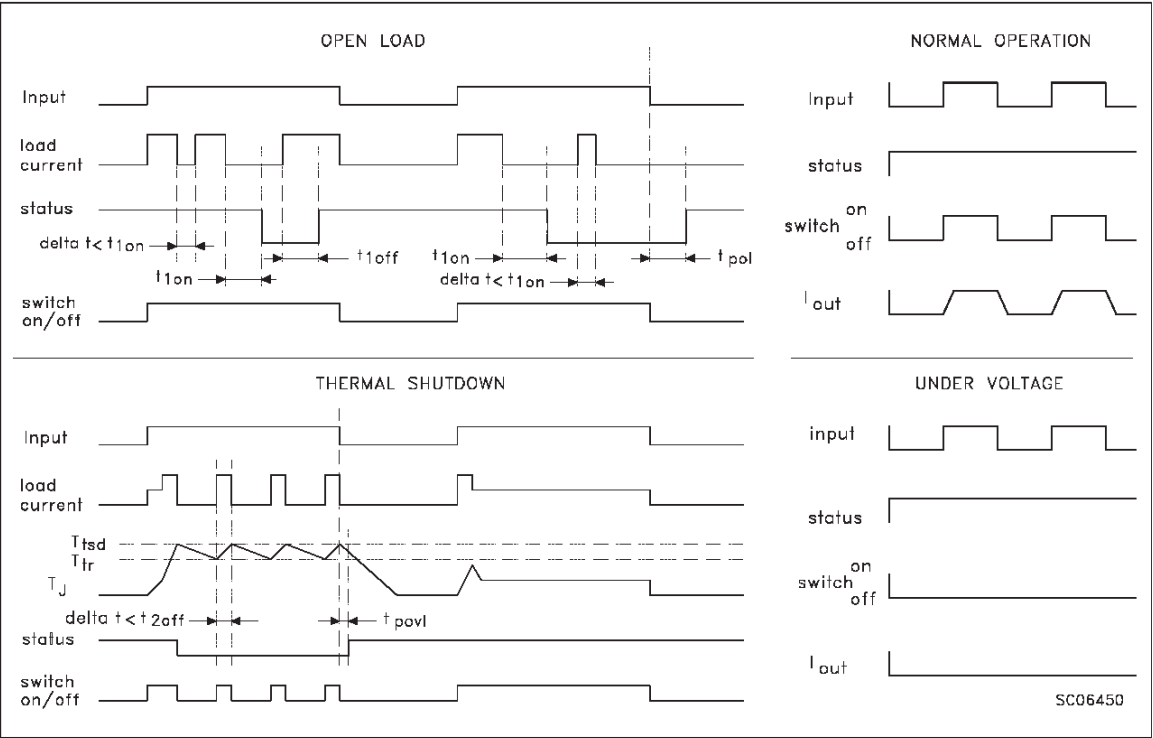 OPEN LOAD
Input
load
current
status
delta t< t1on
t1on
t1off
t1on
delta t< t1on
tpol
switch
on/off
NORMAL OPERATION
Input
status
switch on
off
Iout
THERMAL SHUTDOWN
Input
load
current
Ttsd
Ttr
TJ
delta t< t2off
tpovl
status
switch
on/off
UNDER VOLTAGE
input
status
switch on
off
Iout
SC06450